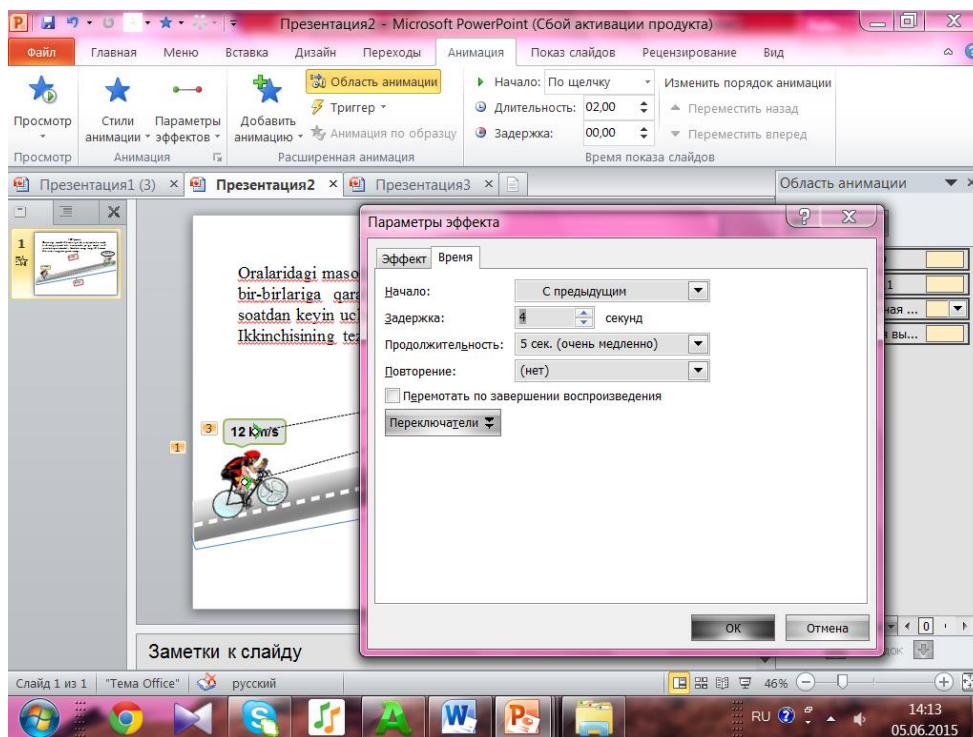 Презентация2 - Microsoft PowerPoint (Сбой активации продукта)
Файл Главная Меню Вставка Дизайн Переходы Анимация Показ слайдов Рецензирование Вид
Область анимации Начало: По щелчку Изменить порядок анимации
Триггер Длительность: 02,00 Переместить назад
Просмотр Стили анимации Параметры эффектов Добавить анимацию Анимация по образцу Задержка: 00,00 Переместить вперед
Просмотр Анимация Расширенная анимация Время показа слайдов
Презентация1 (3) Презентация2 Презентация3 Область анимации
Параметры эффекта
Эффект Время
Начало: С предыдущим
Задержка: 4 секунд
Продолжительность: 5 сек. (очень медленно)
Повторение: (нет)
Перемотать по завершении воспроизведения
Переключатели
OK Отмена
1
Oralaridagi
bir-birlariga
soatdan keyin
Ikkinchisining
3 12 km/s
1
0
Заметки к слайду
Слайд 1 из 1 "Тема Office" русский 46%
RU 14:13
05.06.2015